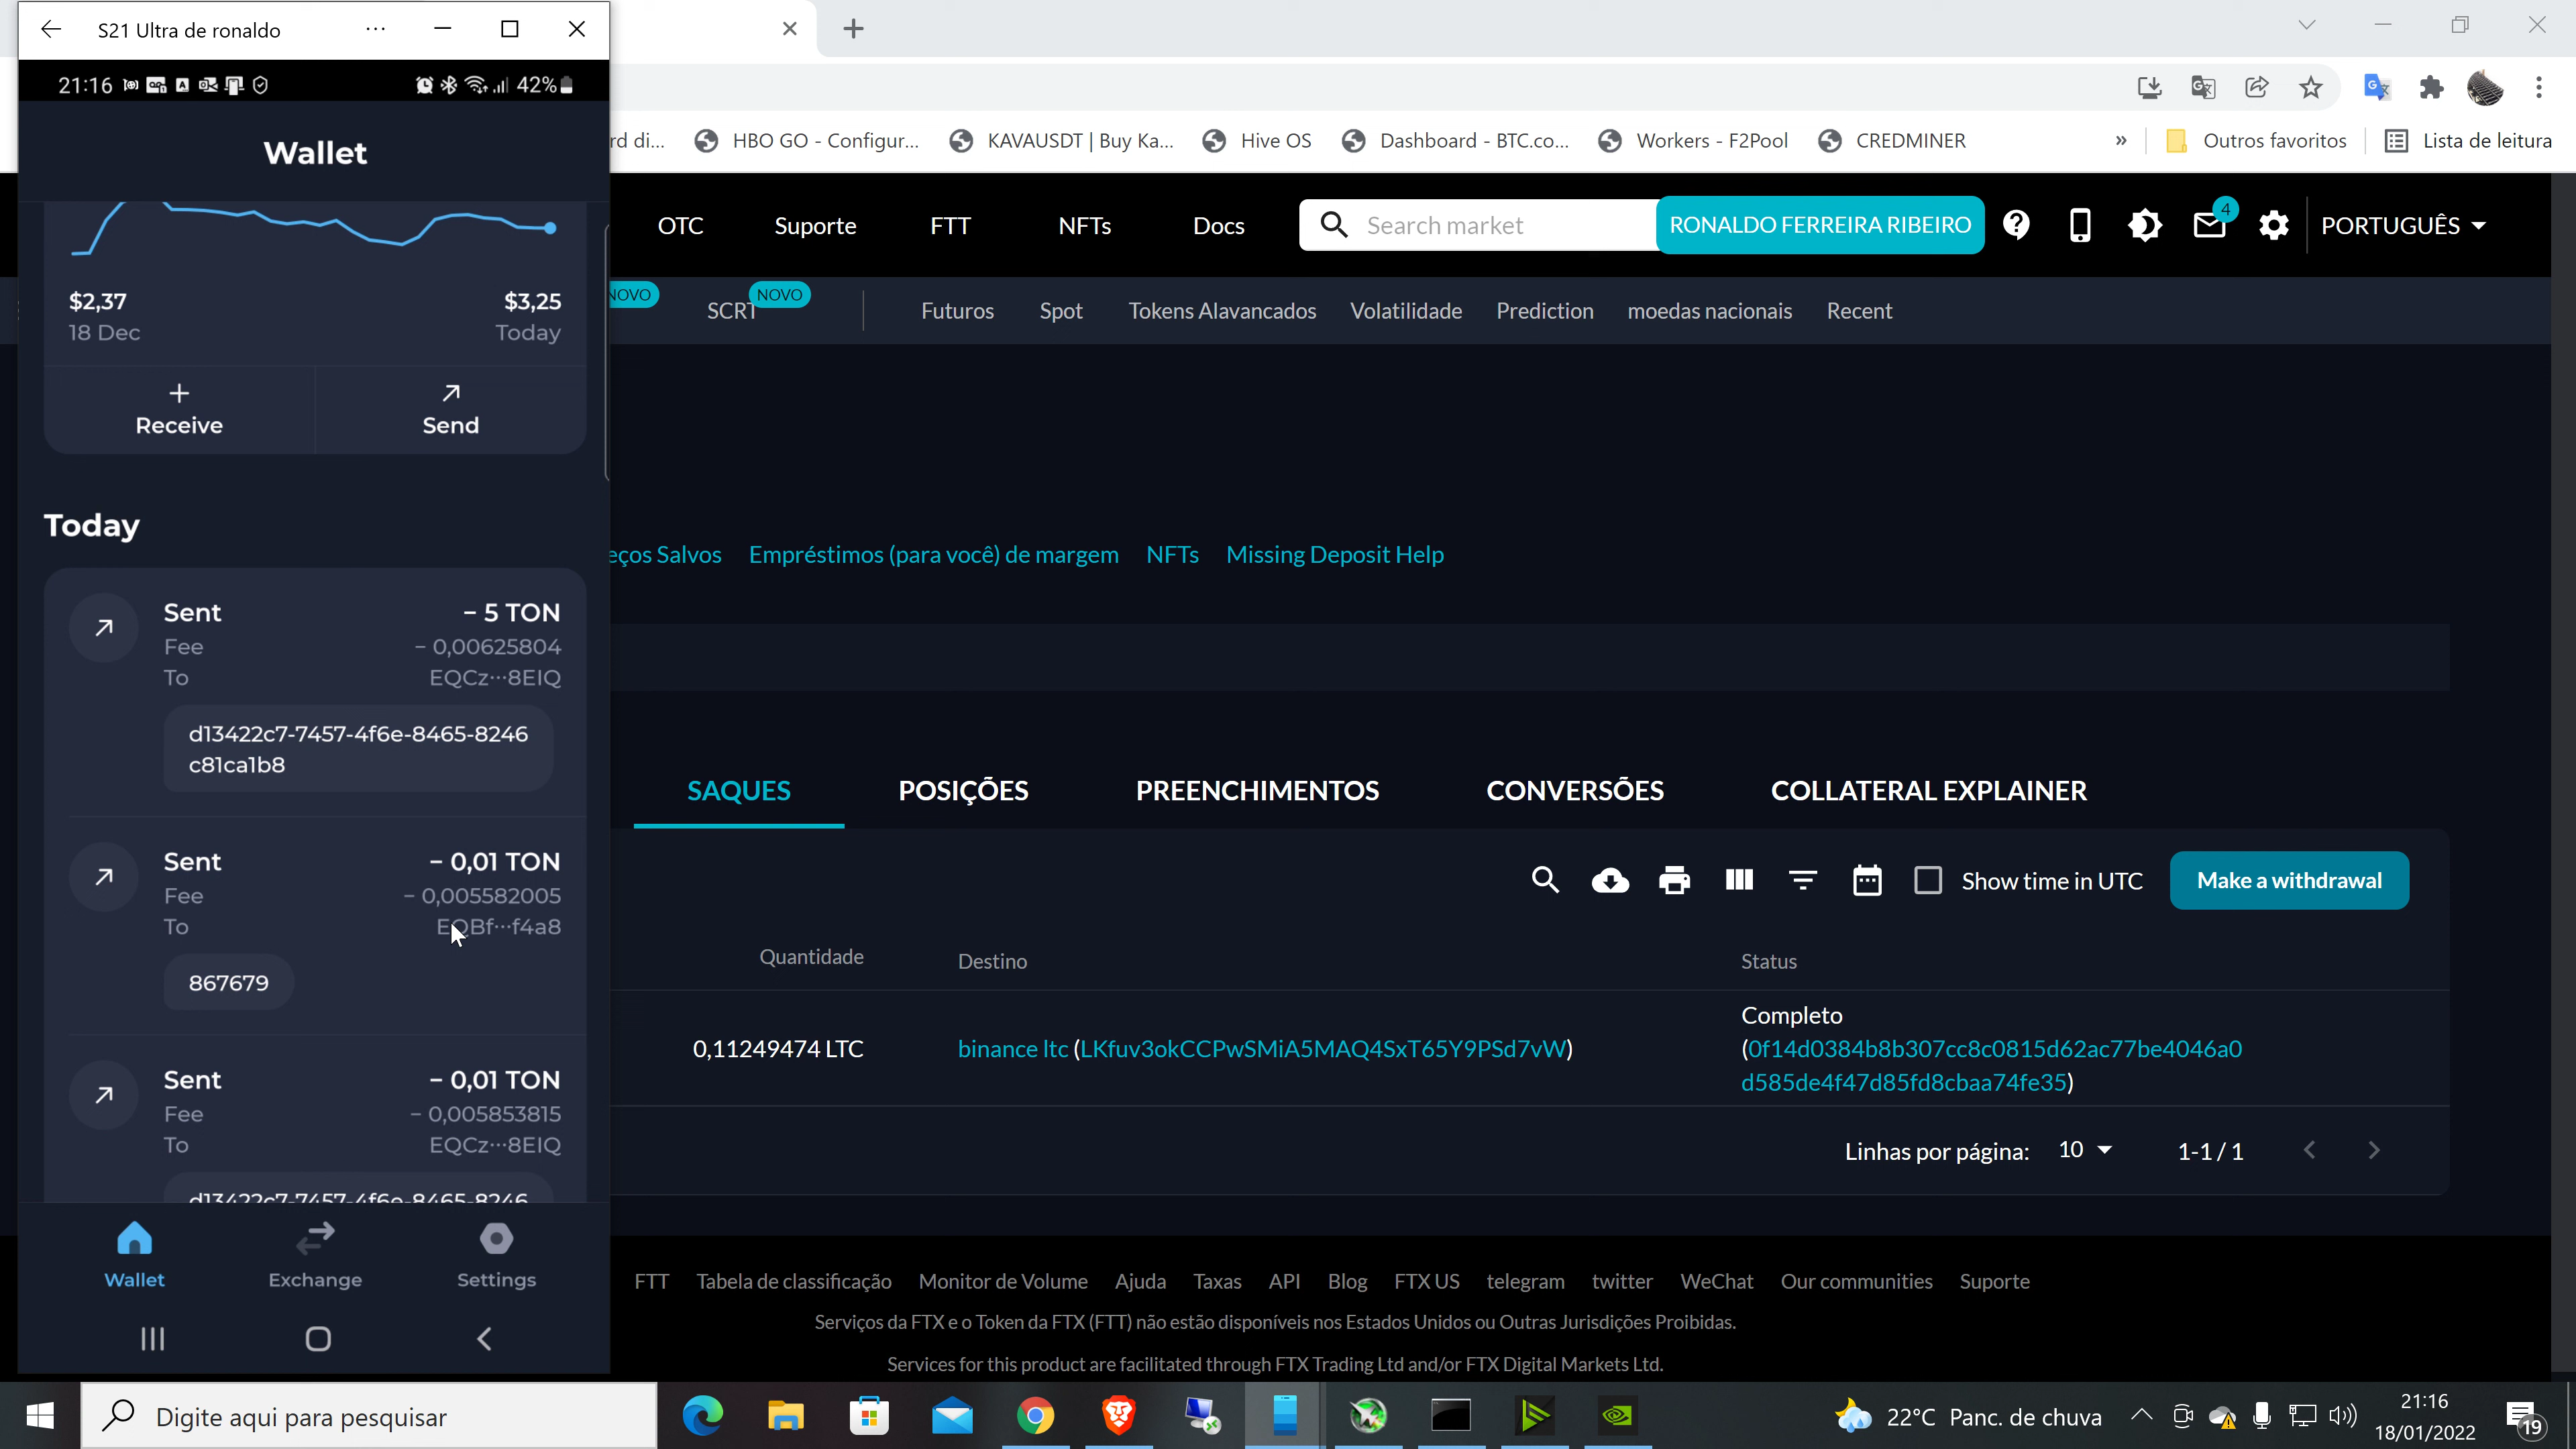 S21 Ultra de ronaldo
21:16
42%
Wallet
$2,37
$3,25
18 Dec
Today
Receive
Send
Today
Sent
− 5 TON
Fee
− 0,00625804
To
EQCz···8EIQ
d13422c7-7457-4f6e-8465-8246
c81ca1b8
Sent
− 0,01 TON
Fee
− 0,005582005
To
EQBf···f4a8
867679
Sent
− 0,01 TON
Fee
− 0,005853815
To
EQCz···8EIQ
d13422c7-7457-4f6e-8465-8246
Wallet
Exchange
Settings
rd di...
HBO GO - Configur...
KAVAUSDT | Buy Ka...
Hive OS
Dashboard - BTC.co...
Workers - F2Pool
CREDMINER
»
Outros favoritos
Lista de leitura
OTC
Suporte
FTT
NFTs
Docs
Search market
RONALDO FERREIRA RIBEIRO
4
PORTUGUÊS
NOVO
SCRT
NOVO
Futuros
Spot
Tokens Alavancados
Volatilidade
Prediction
moedas nacionais
Recent
eços Salvos
Empréstimos (para você) de margem
NFTs
Missing Deposit Help
SAQUES
POSIÇÕES
PREENCHIMENTOS
CONVERSÕES
COLLATERAL EXPLAINER
Show time in UTC
Make a withdrawal
Quantidade
Destino
Status
0,11249474 LTC
binance ltc (LKfuv3okCCPwSMiA5MAQ4SxT65Y9PSd7vW)
Completo
(0f14d0384b8b307cc8c0815d62ac77be4046a0
d585de4f47d85fd8cbaa74fe35)
Linhas por página:
10
1-1 / 1
FTT
Tabela de classificação
Monitor de Volume
Ajuda
Taxas
API
Blog
FTX US
telegram
twitter
WeChat
Our communities
Suporte
Serviços da FTX e o Token da FTX (FTT) não estão disponíveis nos Estados Unidos ou Outras Jurisdições Proibidas.
Services for this product are facilitated through FTX Trading Ltd and/or FTX Digital Markets Ltd.
Digite aqui para pesquisar
22°C Panc. de chuva
21:16
18/01/2022
19